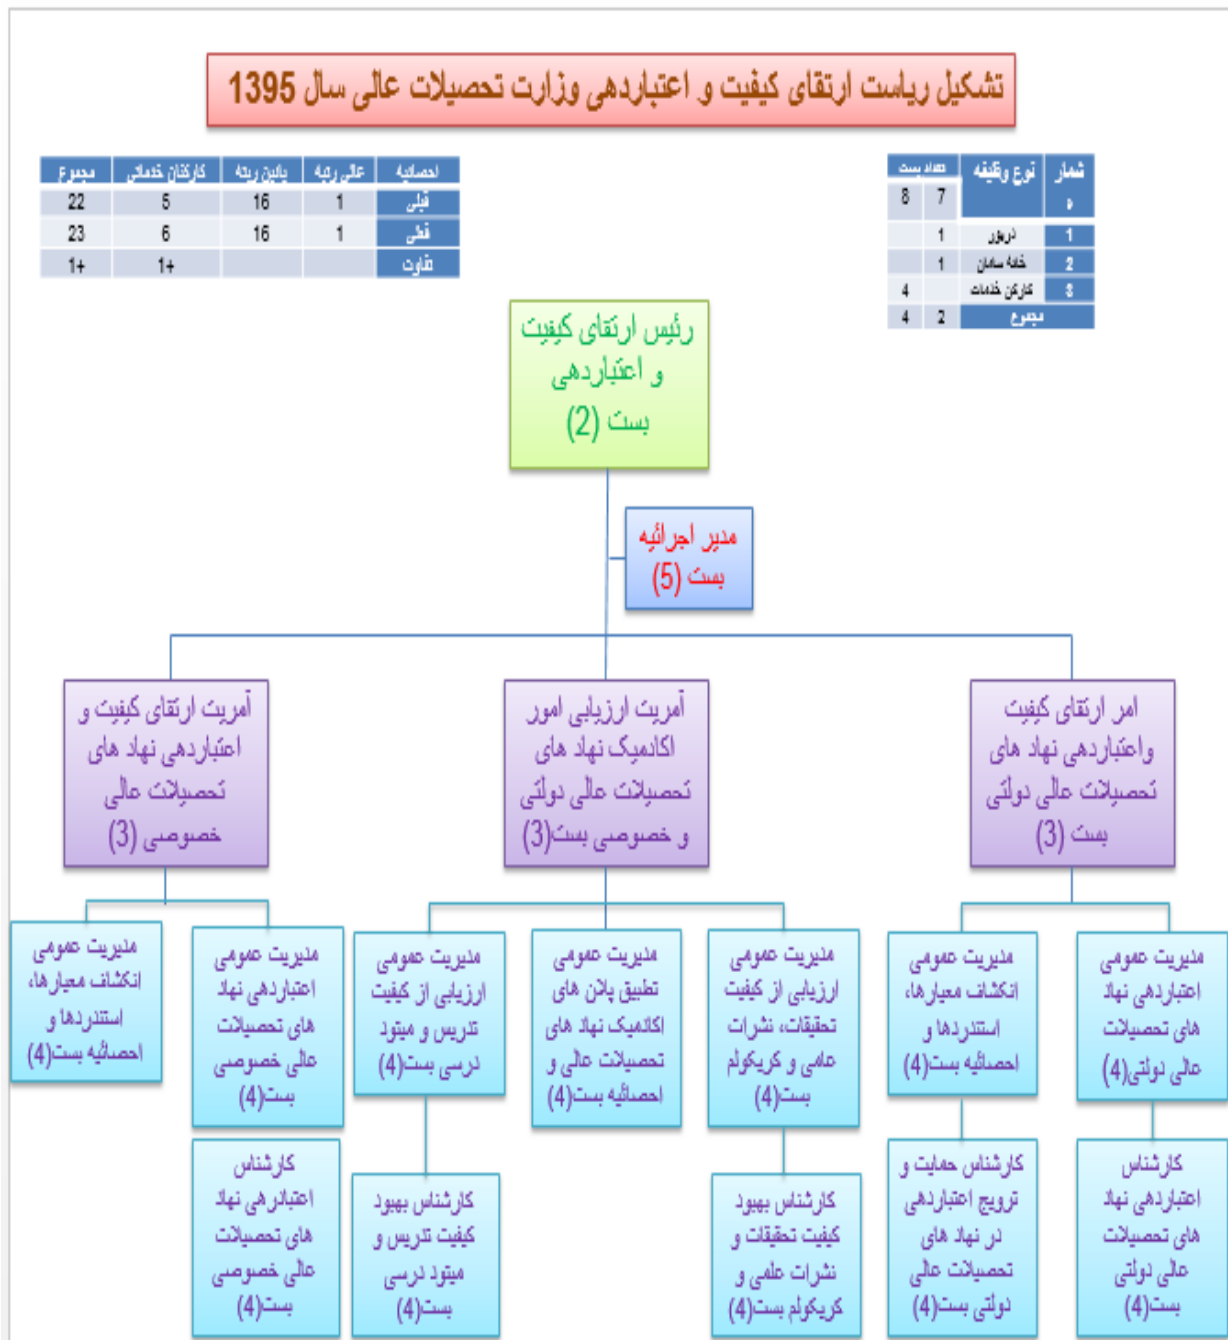 تشکیل ریاست ارتقای کیفیت و اعتباردهی وزارت تحصیلات عالی سال 1395
شمار ه نوع وظیفه تعداد بست
7 8
1 دریور 1
2 خانه سامان 1
3 کارکن خدمات 4
مجموع 2 4
احصائیه عالی رتبه پائین رتبه کارکنان خدماتی مجموع
قبلی 1 16 5 22
فعلی 1 16 6 23
تفاوت 1+ 1+
رئیس ارتقای کیفیت
و اعتباردهی
بست (2)
مدیر اجرائیه
بست (5)
امر ارتقای کیفیت
واعتباردهی نهاد های
تحصیلات عالی دولتی
بست (3)
آمریت ارزیابی امور
اکادمیک نهاد های
تحصیلات عالی دولتی
و خصوصی بست(3)
آمریت ارتقای کیفیت و
اعتباردهی نهاد های
تحصیلات عالی
خصوصی (3)
مدیریت عمومی
اعتباردهی نهاد
های تحصیلات
عالی دولتی(4)
مدیریت عمومی
انکشاف معیارها،
استندردها و
احصائیه بست(4)
مدیریت عمومی
ارزیابی از کیفیت
تحقیقات، نشرات
عامی و کریکولم
بست(4)
مدیریت عمومی
تطبیق پلان های
اکادمیک نهاد های
تحصیلات عالی و
احصائیه بست(4)
مدیریت عمومی
ارزیابی از کیفیت
تدریس و میتود
درسی بست(4)
مدیریت عمومی
اعتباردهی نهاد
های تحصیلات
عالی خصوصی
بست(4)
مدیریت عمومی
انکشاف معیارها،
استندردها و
احصائیه بست(4)
کارشناس
اعتباردهی نهاد
های تحصیلات
عالی دولتی
بست(4)
کارشناس حمایت و
ترویج اعتباردهی
در نهاد های
تحصیلات عالی
دولتی بست(4)
کارشناس بهبود
کیفیت تحقیقات و
نشرات علمی و
کریکولم بست(4)
کارشناس بهبود
کیفیت تدریس و
میتود درسی
بست(4)
کارشناس
اعتبادرهی نهاد
های تحصیلات
عالی خصوصی
بست(4)